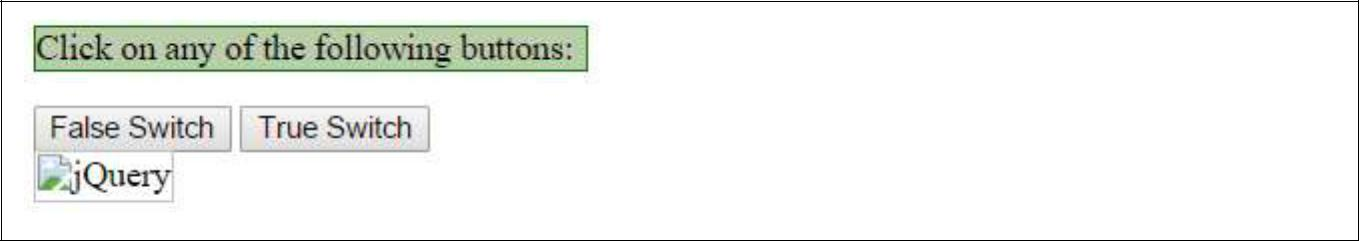 Click on any of the following buttons:
False Switch True Switch
jQuery